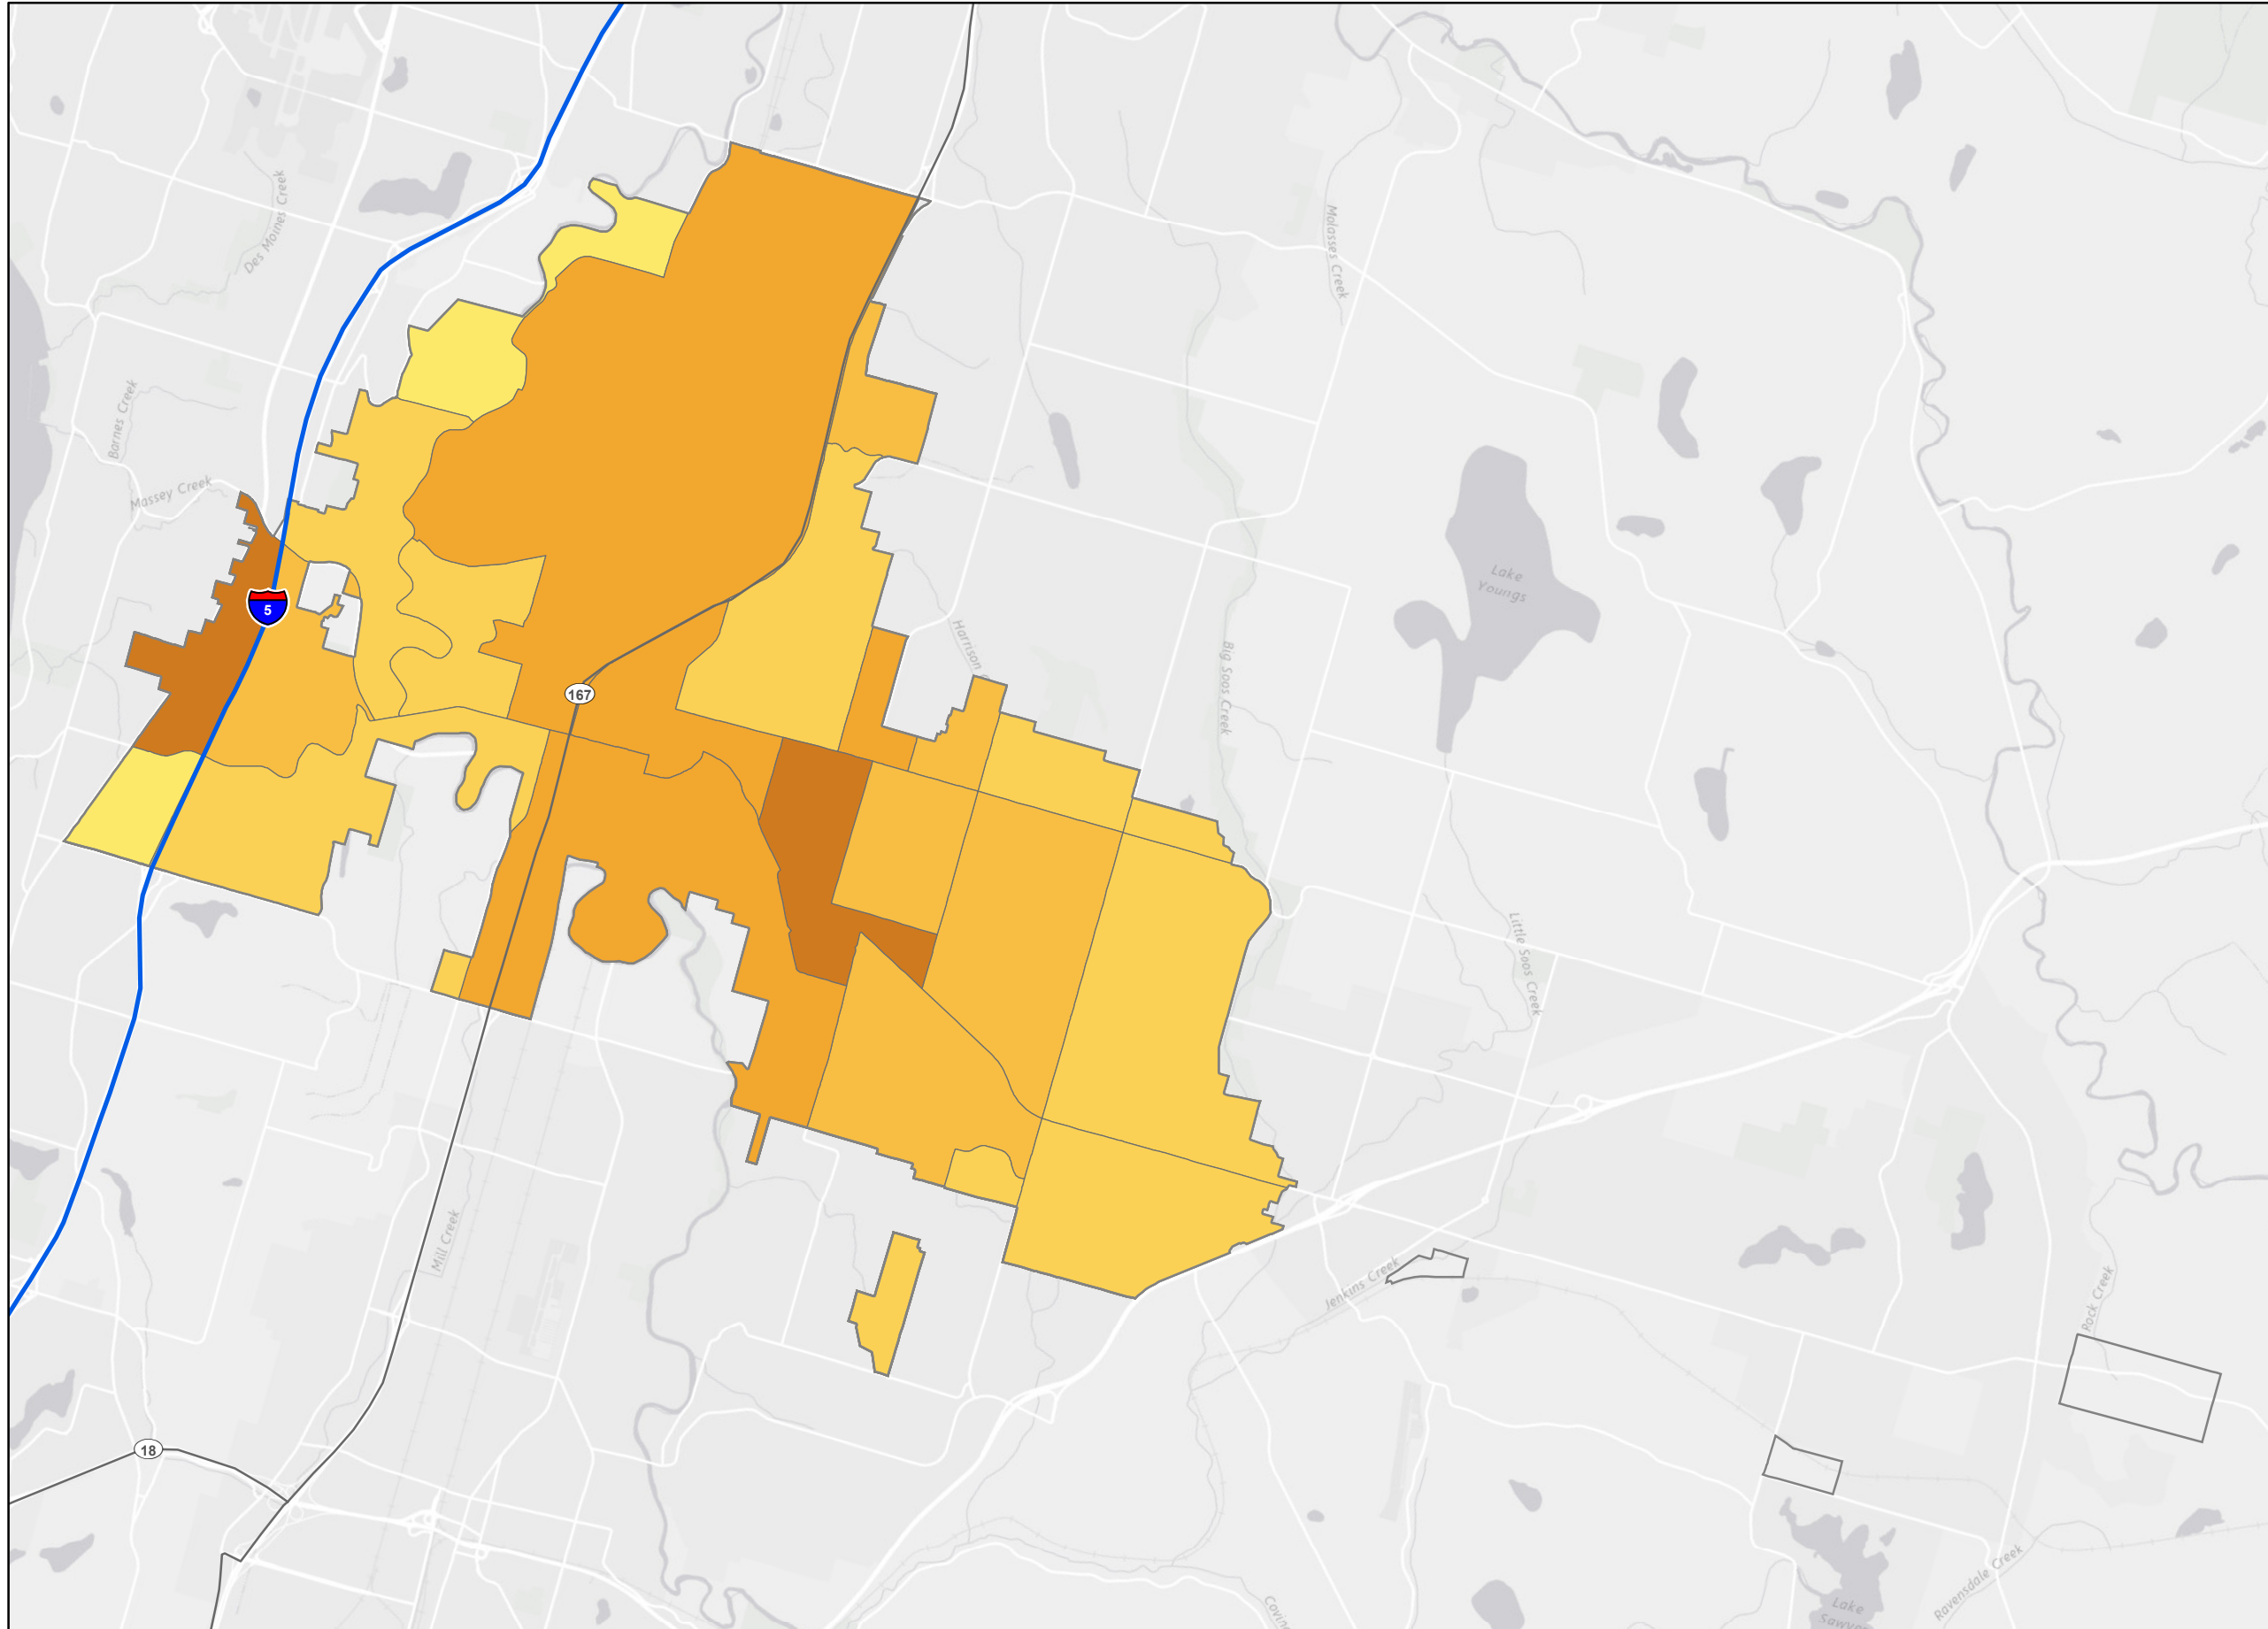 Des Moines Creek
Molasses Creek
Barnes Creek
Massey Creek
Lake
Youngs
5
Harrison
Big Soos Creek
167
Little Soos Creek
Mill Creek
Jenkins Creek
Rock Creek
18
Ravensdale Creek
Lake